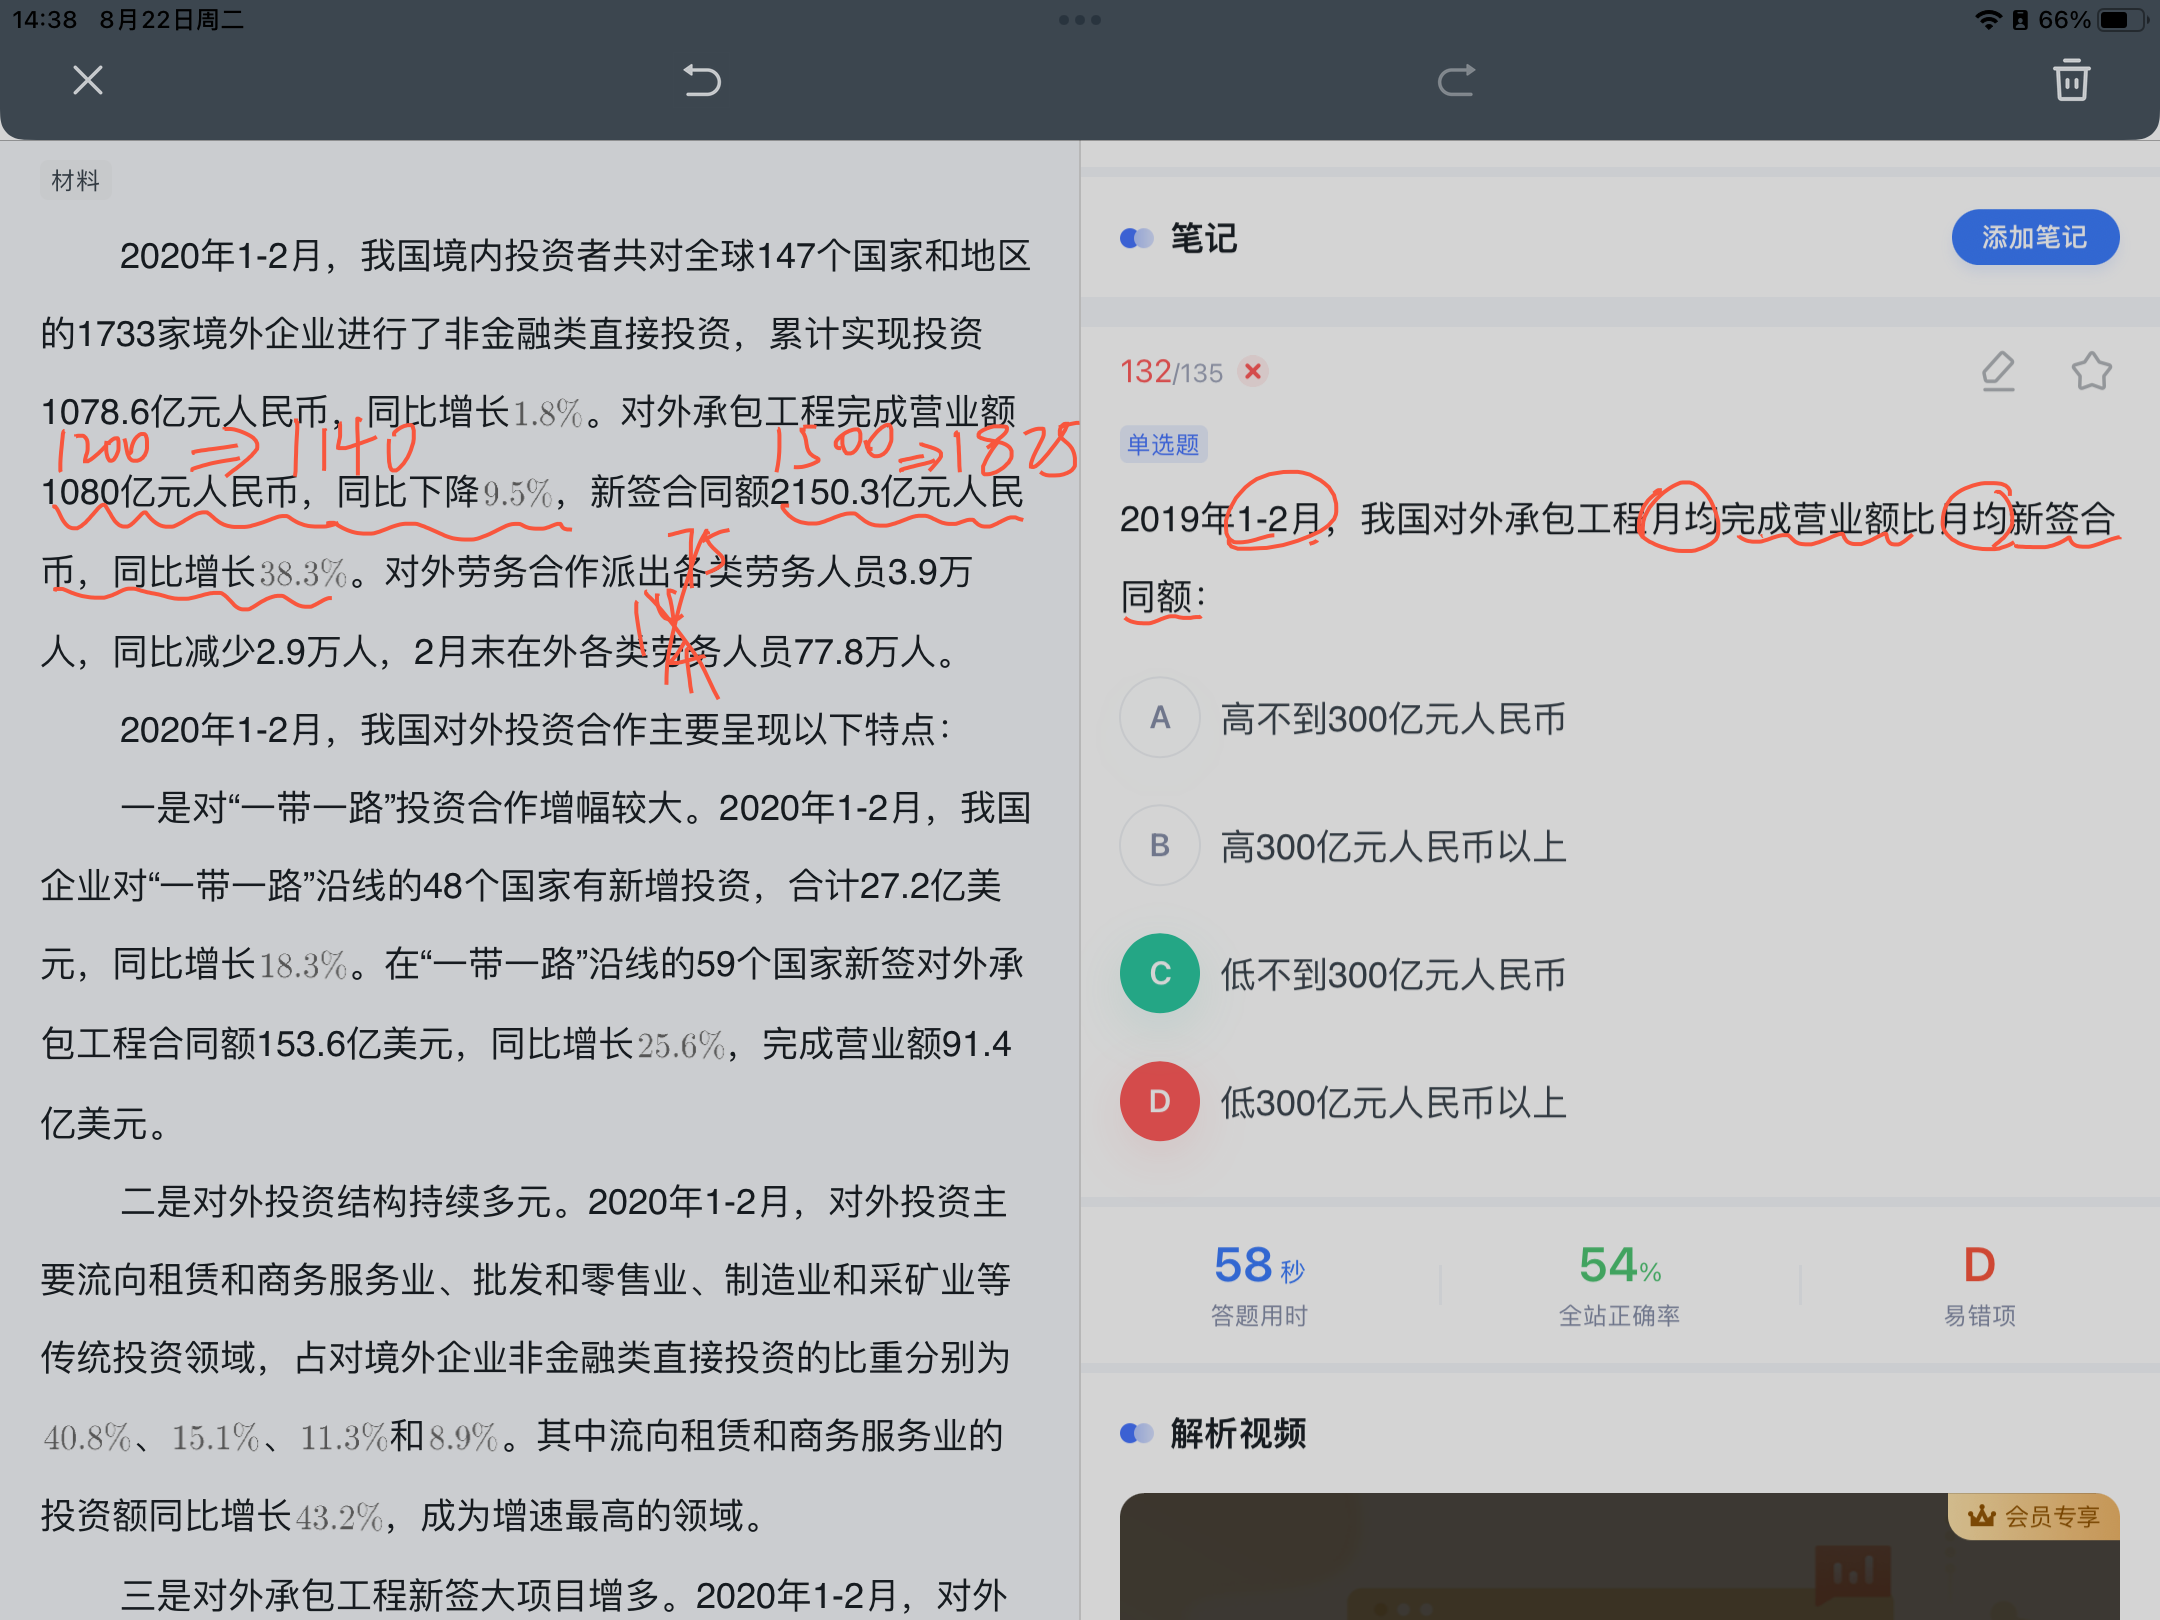 14:38 8月22日周二
66%
材料
2020年1-2月，我国境内投资者共对全球147个国家和地区
的1733家境外企业进行了非金融类直接投资，累计实现投资
1078.6亿元人民币，同比增长1.8%。对外承包工程完成营业额
1200 ⇒ 1140 1500 ⇒ 1825
1080亿元人民币，同比下降9.5%，新签合同额2150.3亿元人民
币，同比增长38.3%。对外劳务合作派出各类劳务人员3.9万
人，同比减少2.9万人，2月末在外各类劳务人员77.8万人。
2020年1-2月，我国对外投资合作主要呈现以下特点：
一是对“一带一路”投资合作增幅较大。2020年1-2月，我国
企业对“一带一路”沿线的48个国家有新增投资，合计27.2亿美
元，同比增长18.3%。在“一带一路”沿线的59个国家新签对外承
包工程合同额153.6亿美元，同比增长25.6%，完成营业额91.4
亿美元。
二是对外投资结构持续多元。2020年1-2月，对外投资主
要流向租赁和商务服务业、批发和零售业、制造业和采矿业等
传统投资领域，占对境外企业非金融类直接投资的比重分别为
40.8%、15.1%、11.3%和8.9%。其中流向租赁和商务服务业的
投资额同比增长43.2%，成为增速最高的领域。
三是对外承包工程新签大项目增多。2020年1-2月，对外
笔记
添加笔记
132/135
单选题
2019年1-2月，我国对外承包工程月均完成营业额比月均新签合
同额：
A 高不到300亿元人民币
B 高300亿元人民币以上
C 低不到300亿元人民币
D 低300亿元人民币以上
58秒 54% D
答题用时 全站正确率 易错项
解析视频
会员专享